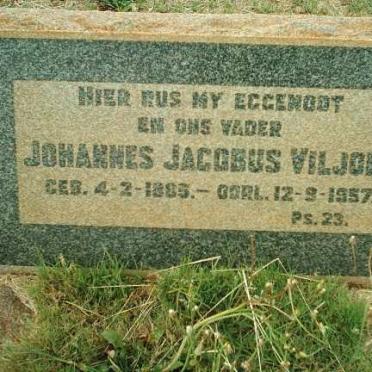 HIER RUS MY EGGENOOT
EN ONS VADER
JOHANNES JACOBUS VILJO
GEB. 4-2-1885.- OORL. 12-9-1957
PS. 23.